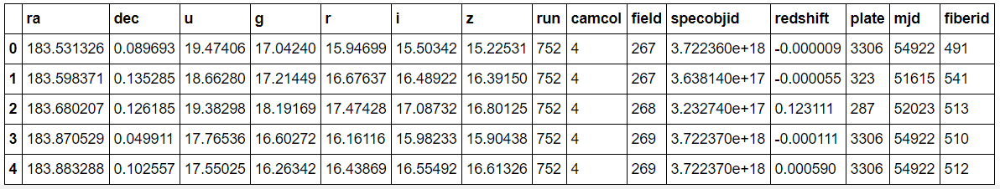 ra dec u g r i z run camcol field specobjid redshift plate mjd fiberid
0 183.531326 0.089693 19.47406 17.04240 15.94699 15.50342 15.22531 752 4 267 3.722360e+18 -0.000009 3306 54922 491
1 183.598371 0.135285 18.66280 17.21449 16.67637 16.48922 16.39150 752 4 267 3.638140e+17 -0.000055 323 51615 541
2 183.680207 0.126185 19.38298 18.19169 17.47428 17.08732 16.80125 752 4 268 3.232740e+17 0.123111 287 52023 513
3 183.870529 0.049911 17.76536 16.60272 16.16116 15.98233 15.90438 752 4 269 3.722370e+18 -0.000111 3306 54922 510
4 183.883288 0.102557 17.55025 16.26342 16.43869 16.55492 16.61326 752 4 269 3.722370e+18 0.000590 3306 54922 512